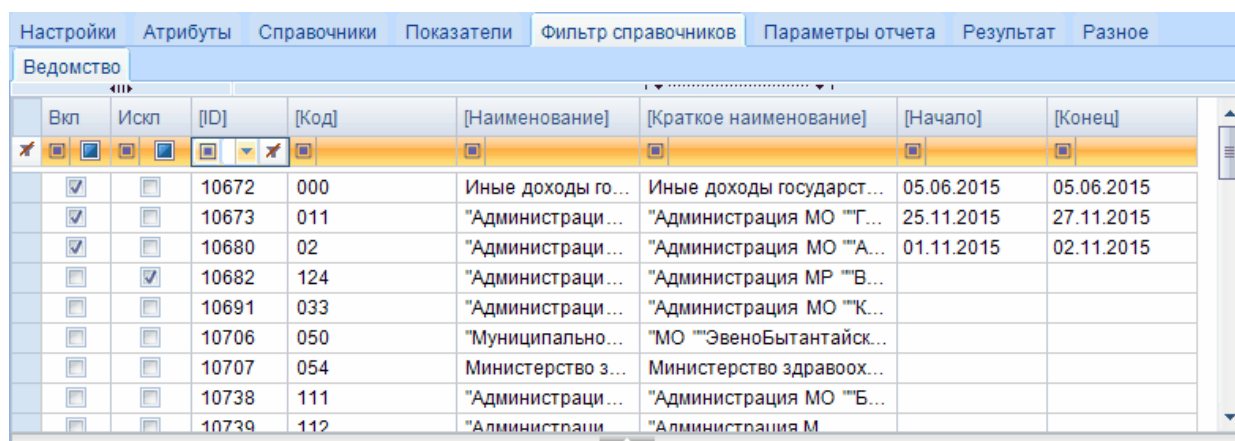 Настройки Атрибуты Справочники Показатели Фильтр справочников Параметры отчета Результат Разное
Ведомство
Вкл Искл [ID] [Код] [Наименование] [Краткое наименование] [Начало] [Конец]
10672 000 Иные доходы го... Иные доходы государст... 05.06.2015 05.06.2015
10673 011 "Администраци... "Администрация МО ""Г... 25.11.2015 27.11.2015
10680 02 "Администраци... "Администрация МО ""А... 01.11.2015 02.11.2015
10682 124 "Администраци... "Администрация МР ""В...
10691 033 "Администраци... "Администрация МО ""К...
10706 050 "Муниципально... "МО ""ЭвеноБытантайск...
10707 054 Министерство з... Министерство здравоох...
10738 111 "Администраци... "Администрация МО ""Б...
10739 112 "Администраци "Администрация М